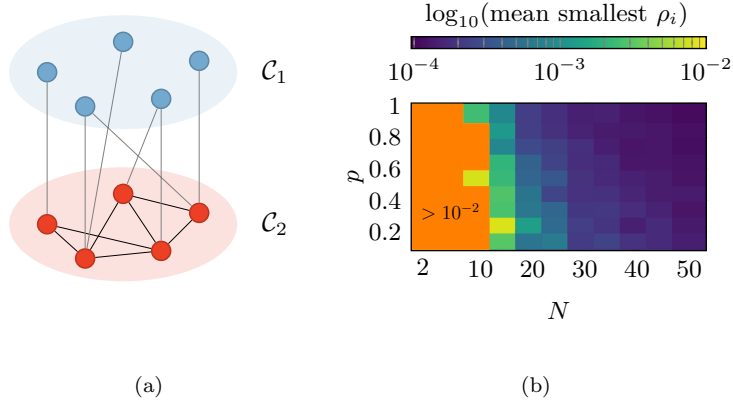 C₁
C₂
(a)
log₁₀(mean smallest ρᵢ)
10⁻⁴ 10⁻³ 10⁻²
1
0.8
0.6
0.4
0.2
p
> 10⁻²
2 10 20 30 40 50
N
(b)